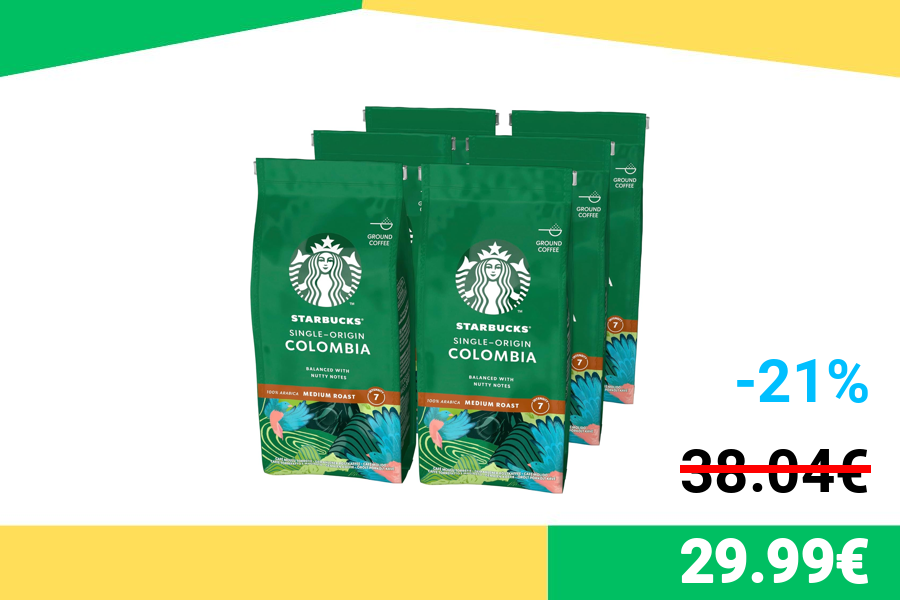 GROUND
COFFEE
GROUND
COFFEE
GROUND
COFFEE
GROUND
COFFEE
STARBUCKS
SINGLE-ORIGIN
COLOMBIA
BALANCED WITH
NUTTY NOTES
100% ARABICA MEDIUM ROAST 7
STARBUCKS
SINGLE-ORIGIN
COLOMBIA
BALANCED WITH
NUTTY NOTES
100% ARABICA MEDIUM ROAST 7
7
7
-21%
38.04€
29.99€